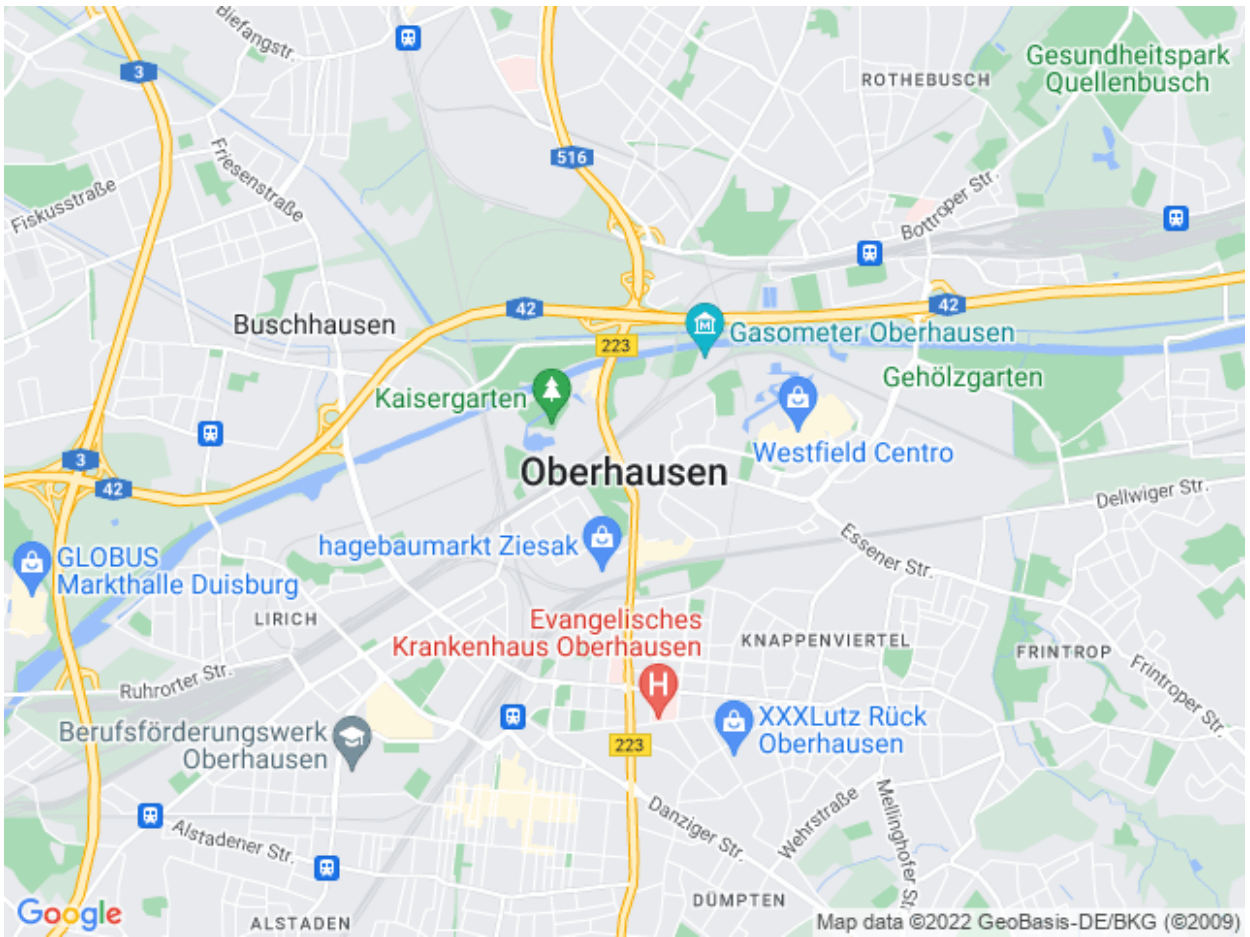 Biefangstr.
3
516
ROTHEBUSCH
Gesundheitspark
Quellenbusch
Friesenstraße
Fiskusstraße
Bottroper Str.
42
42
Buschhausen
223
Gasometer Oberhausen
Kaisergarten
Gehölzgarten
Westfield Centro
3
42
Oberhausen
Dellwiger Str.
hagebaumarkt Ziesak
Essener Str.
GLOBUS
Markthalle Duisburg
LIRICH
Evangelisches
Krankenhaus Oberhausen
H
KNAPPENVIERTEL
FRINTROP
Frintroper Str.
Ruhrorter Str.
Berufsförderungswerk
Oberhausen
XXXLutz Rück
Oberhausen
223
Danziger Str.
Wehrstraße
Mellinghofer St
Alstadener Str.
DÜMPTEN
ALSTADEN
Google
Map data ©2022 GeoBasis-DE/BKG (©2009)